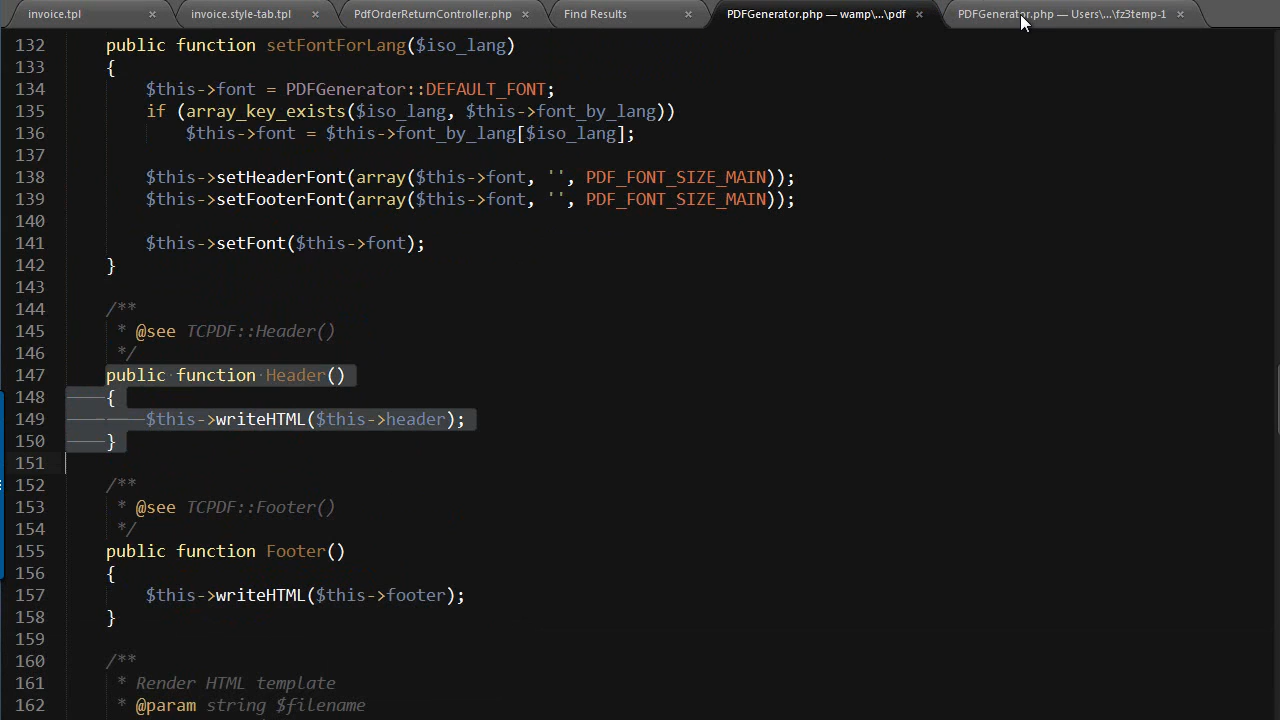 invoice.tpl × invoice.style-tab.tpl × PdfOrderReturnController.php × Find Results × PDFGenerator.php — wamp\...\pdf × PDFGenerator.php — Users\...\fz3temp-1 ×
132 public function setFontForLang($iso_lang)
133 {
134 $this->font = PDFGenerator::DEFAULT_FONT;
135 if (array_key_exists($iso_lang, $this->font_by_lang))
136 $this->font = $this->font_by_lang[$iso_lang];
137
138 $this->setHeaderFont(array($this->font, '', PDF_FONT_SIZE_MAIN));
139 $this->setFooterFont(array($this->font, '', PDF_FONT_SIZE_MAIN));
140
141 $this->setFont($this->font);
142 }
143
144 /**
145 * @see TCPDF::Header()
146 */
147 public function Header()
148 {
149 $this->writeHTML($this->header);
150 }
151
152 /**
153 * @see TCPDF::Footer()
154 */
155 public function Footer()
156 {
157 $this->writeHTML($this->footer);
158 }
159
160 /**
161 * Render HTML template
162 * @param string $filename